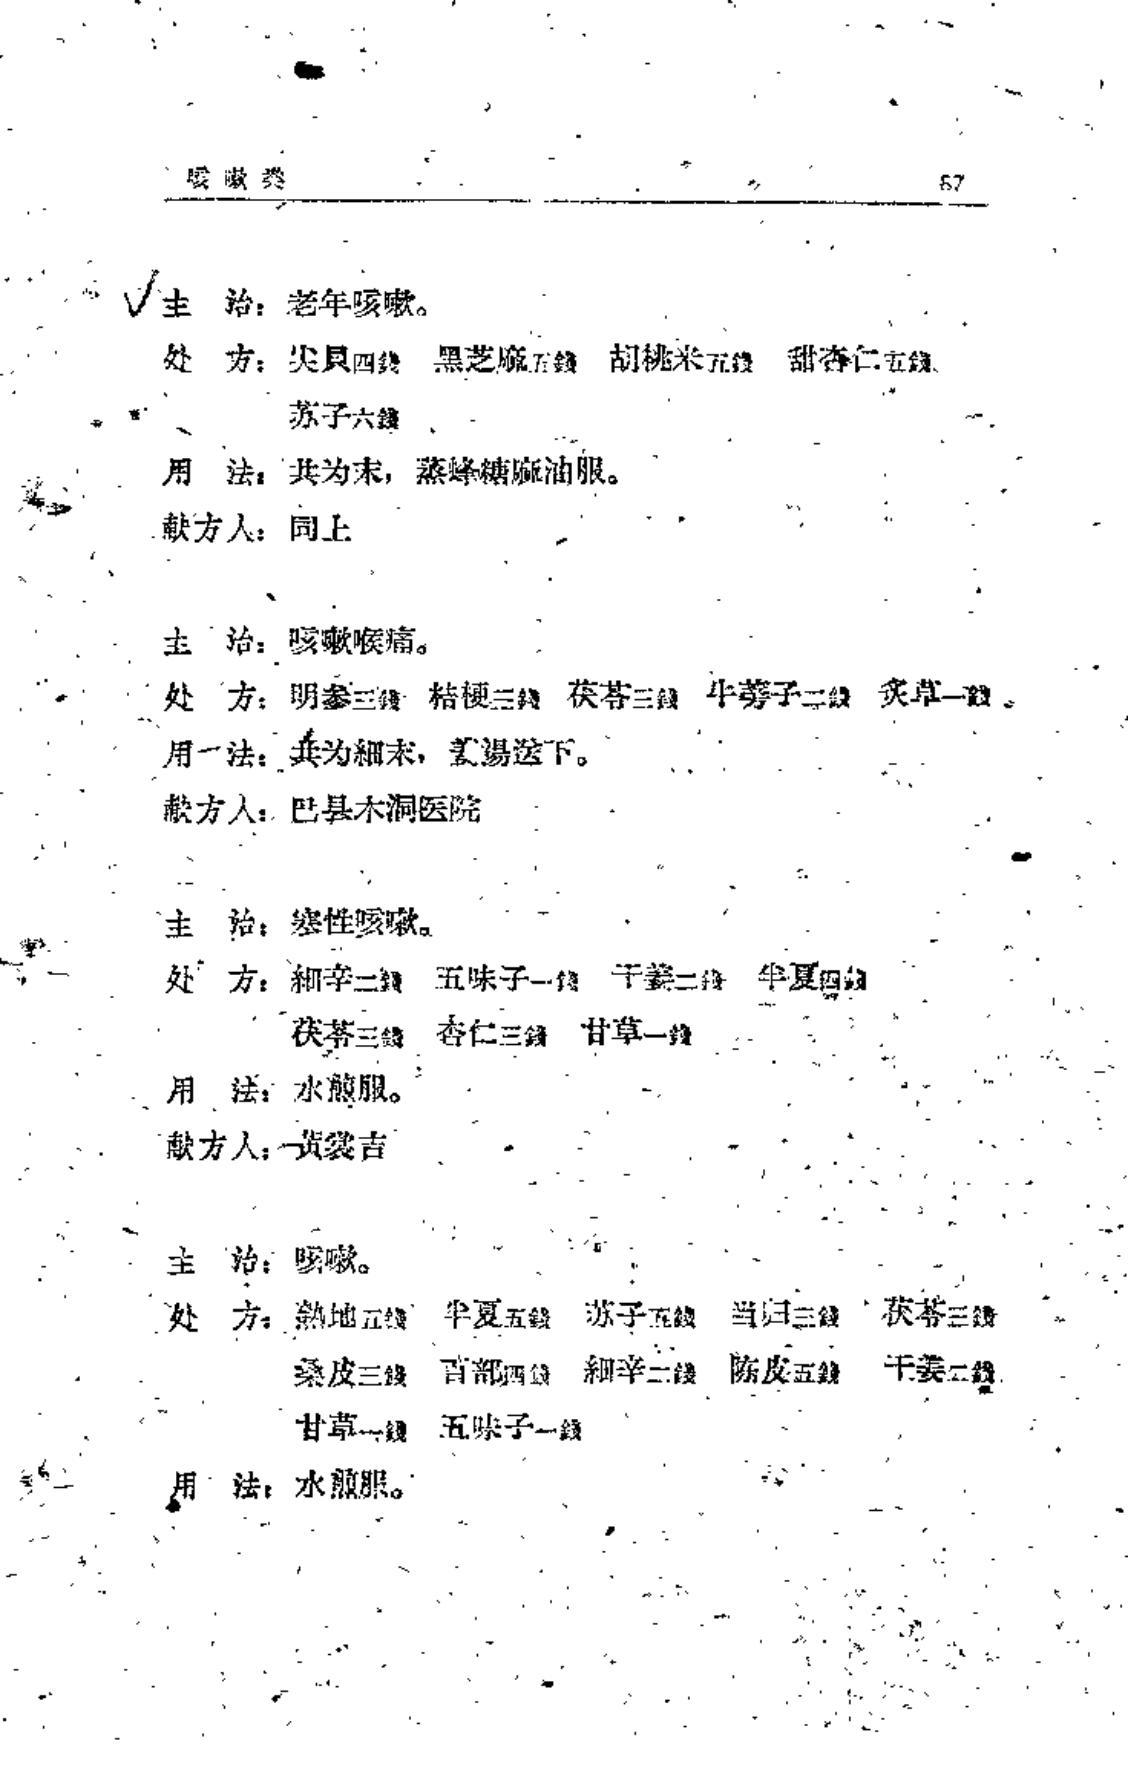 咳嗽类 67
主 治：老年咳嗽。
处 方：尖貝四錢 黑芝麻五錢 胡桃米五錢 甜杏仁五錢
苏子六錢
用 法：共为末，蒸蜂糖麻油服。
献方人：同上
主 治：咳嗽喉痛。
处 方：明参三錢 桔梗三錢 茯苓三錢 牛蒡子二錢 炙草一錢。
用 法：共为細末，湯送下。
献方人：巴县木洞医院
主 治：寒性咳嗽。
处 方：細辛二錢 五味子一錢 干姜二錢 半夏四錢
茯苓三錢 杏仁三錢 甘草一錢
用 法：水煎服。
献方人：黄裳吉
主 治：咳嗽。
处 方：熟地五錢 半夏五錢 苏子五錢 当归三錢 茯苓三錢
桑皮三錢 百部四錢 細辛二錢 陈皮五錢 干姜二錢
甘草一錢 五味子一錢
用 法：水煎服。